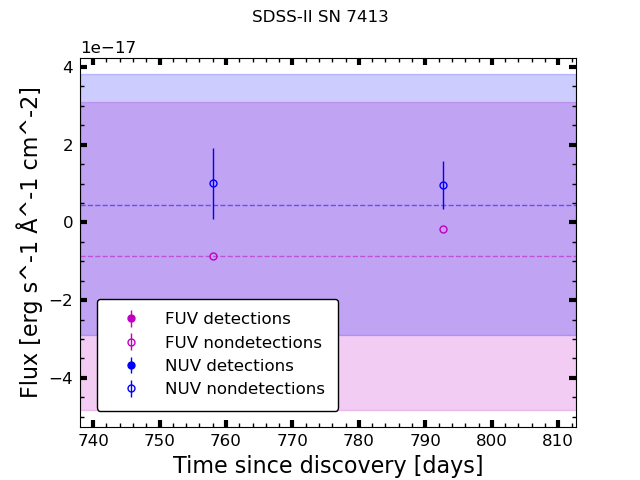 SDSS-II SN 7413
1e−17
4
2
0
−2
−4
Flux [erg s^-1 Å^-1 cm^-2]
FUV detections
FUV nondetections
NUV detections
NUV nondetections
740 750 760 770 780 790 800 810
Time since discovery [days]